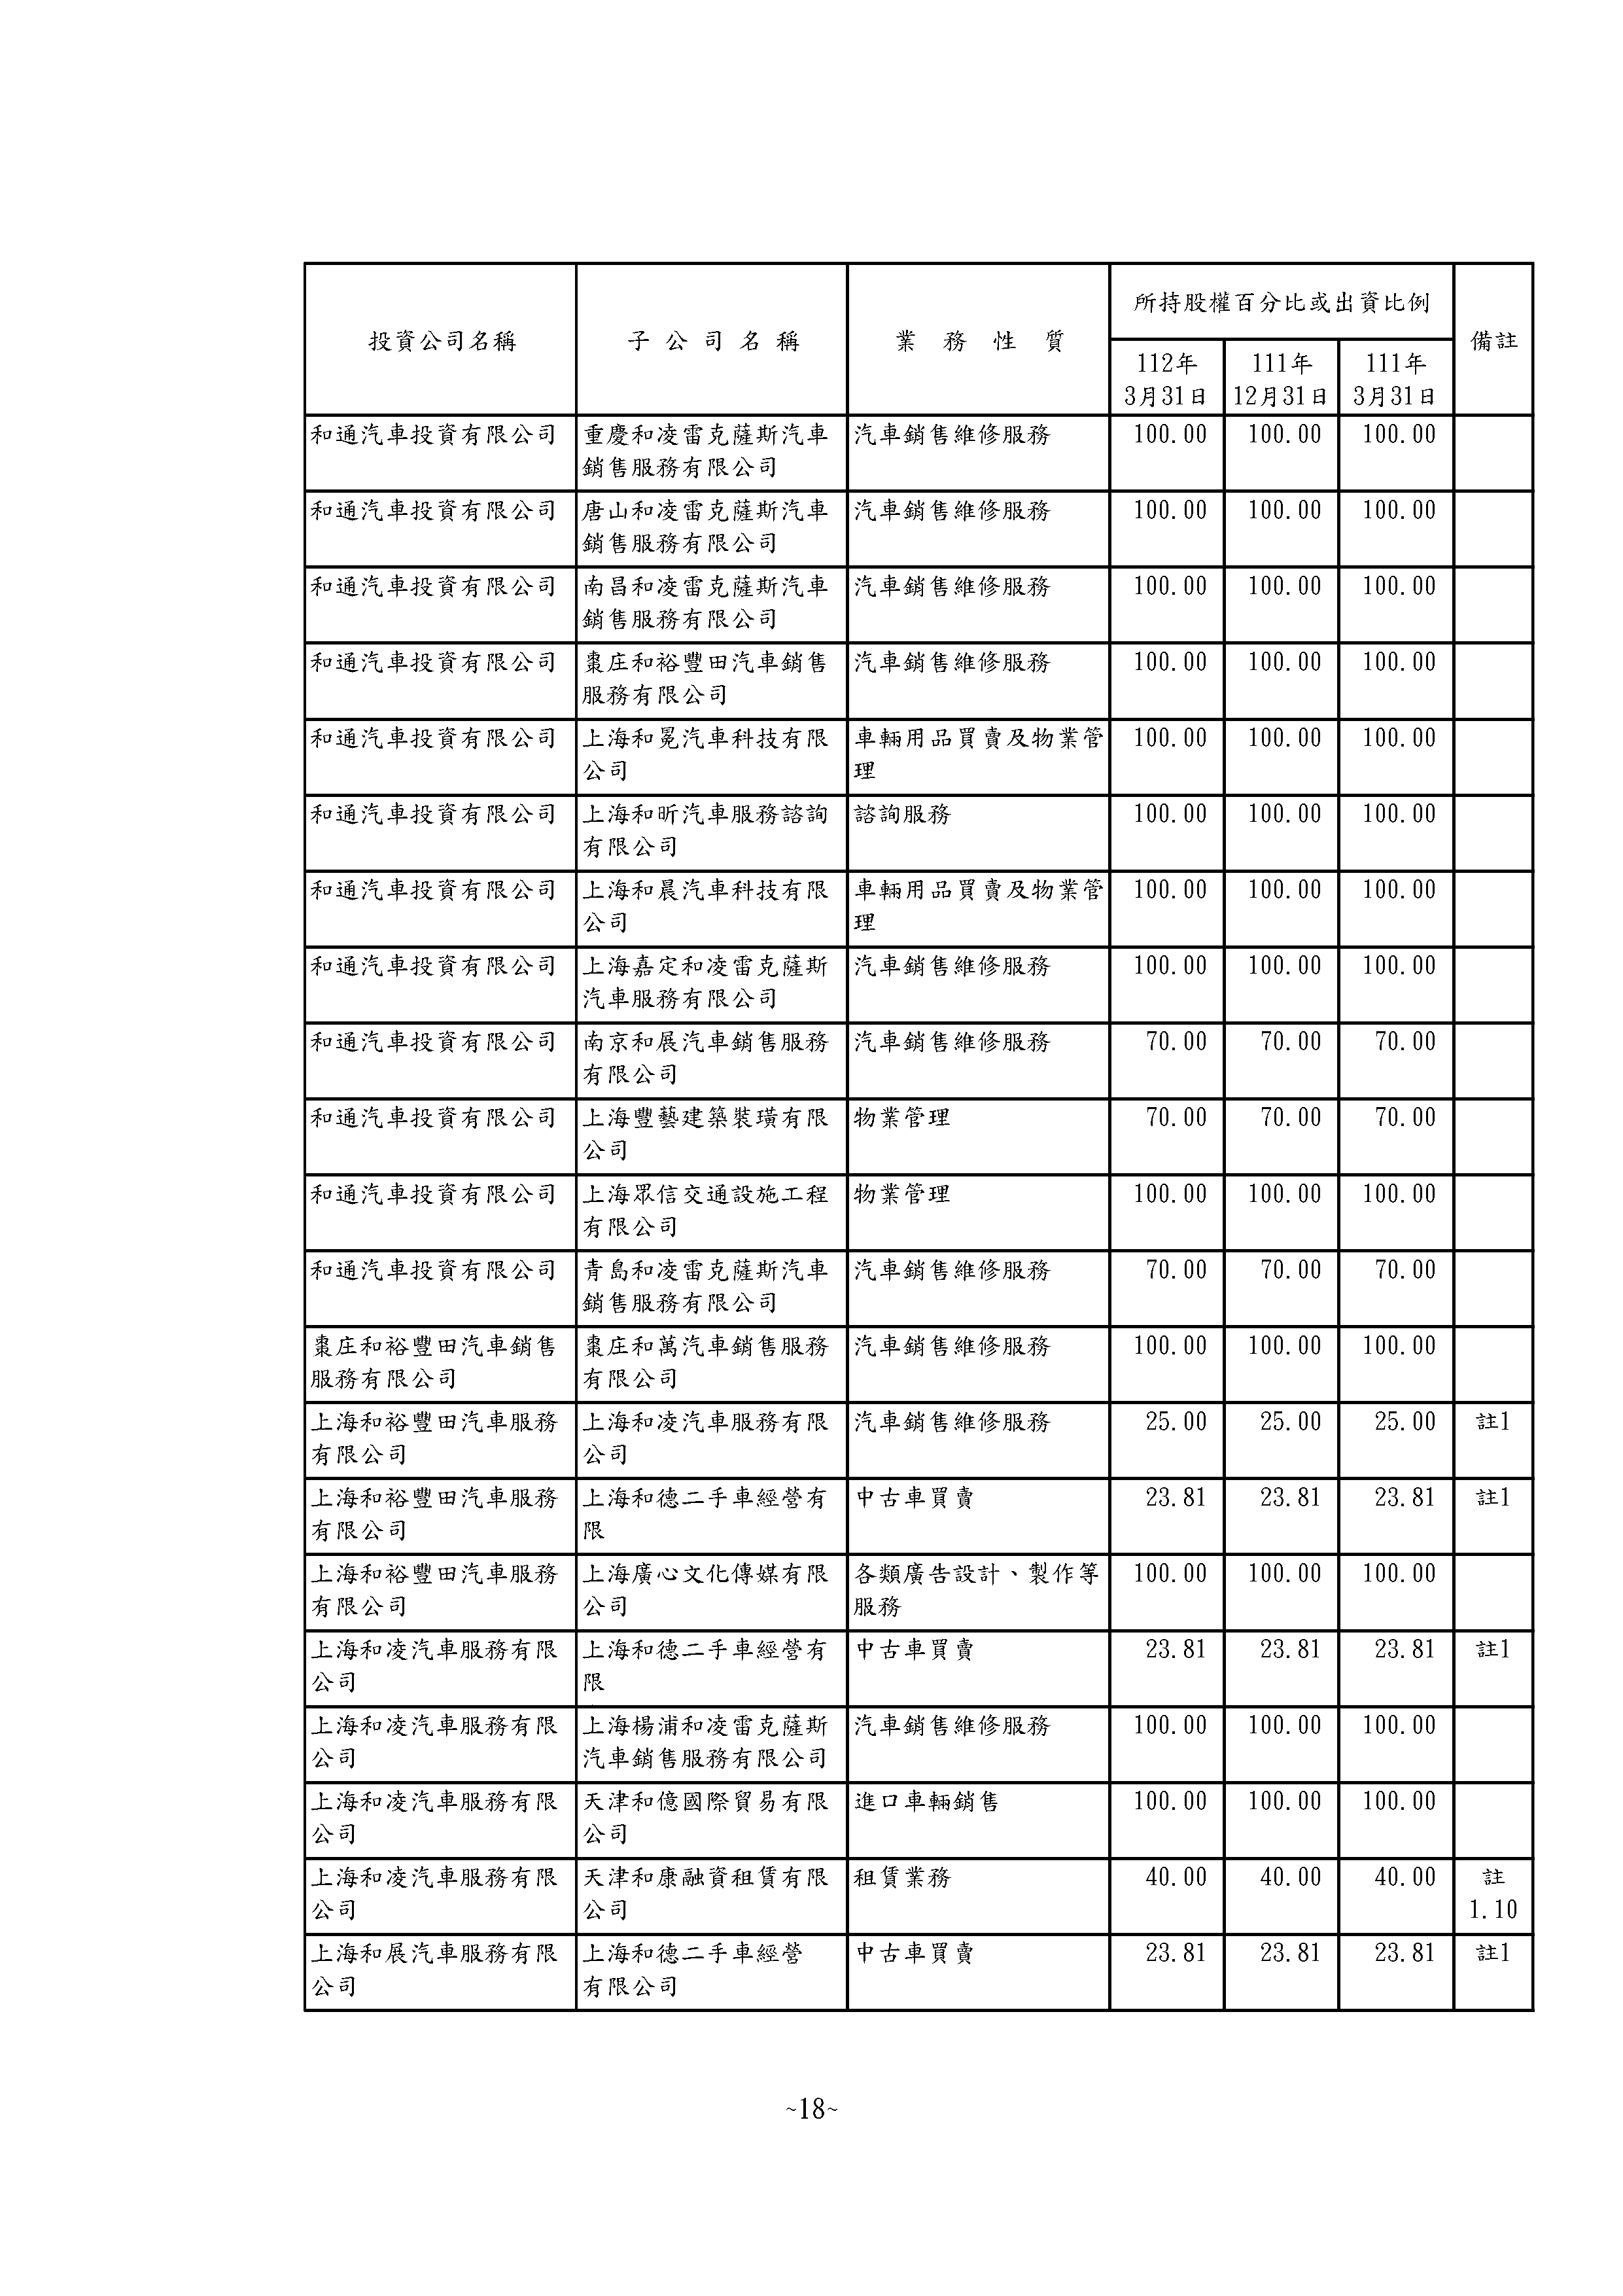 投資公司名稱 子公司名稱 業務性質 所持股權百分比或出資比例 備註
112年 111年 111年
3月31日 12月31日 3月31日
和通汽車投資有限公司 重慶和凌雷克薩斯汽車 汽車銷售維修服務 100.00 100.00 100.00
銷售服務有限公司
和通汽車投資有限公司 唐山和凌雷克薩斯汽車 汽車銷售維修服務 100.00 100.00 100.00
銷售服務有限公司
和通汽車投資有限公司 南昌和凌雷克薩斯汽車 汽車銷售維修服務 100.00 100.00 100.00
銷售服務有限公司
和通汽車投資有限公司 棗庄和裕豐田汽車銷售 汽車銷售維修服務 100.00 100.00 100.00
服務有限公司
和通汽車投資有限公司 上海和冕汽車科技有限 車輛用品買賣及物業管 100.00 100.00 100.00
公司 理
和通汽車投資有限公司 上海和昕汽車服務諮詢 諮詢服務 100.00 100.00 100.00
有限公司
和通汽車投資有限公司 上海和晨汽車科技有限 車輛用品買賣及物業管 100.00 100.00 100.00
公司 理
和通汽車投資有限公司 上海嘉定和凌雷克薩斯 汽車銷售維修服務 100.00 100.00 100.00
汽車服務有限公司
和通汽車投資有限公司 南京和展汽車銷售服務 汽車銷售維修服務 70.00 70.00 70.00
有限公司
和通汽車投資有限公司 上海豐藝建築裝璜有限 物業管理 70.00 70.00 70.00
公司
和通汽車投資有限公司 上海眾信交通設施工程 物業管理 100.00 100.00 100.00
有限公司
和通汽車投資有限公司 青島和凌雷克薩斯汽車 汽車銷售維修服務 70.00 70.00 70.00
銷售服務有限公司
棗庄和裕豐田汽車銷售 棗庄和萬汽車銷售服務 汽車銷售維修服務 100.00 100.00 100.00
服務有限公司 有限公司
上海和裕豐田汽車服務 上海和凌汽車服務有限 汽車銷售維修服務 25.00 25.00 25.00 註1
有限公司 公司
上海和裕豐田汽車服務 上海和德二手車經營有 中古車買賣 23.81 23.81 23.81 註1
有限公司 限
上海和裕豐田汽車服務 上海廣心文化傳媒有限 各類廣告設計、製作等 100.00 100.00 100.00
有限公司 公司 服務
上海和凌汽車服務有限 上海和德二手車經營有 中古車買賣 23.81 23.81 23.81 註1
公司 限
上海和凌汽車服務有限 上海楊浦和凌雷克薩斯 汽車銷售維修服務 100.00 100.00 100.00
公司 汽車銷售服務有限公司
上海和凌汽車服務有限 天津和億國際貿易有限 進口車輛銷售 100.00 100.00 100.00
公司 公司
上海和凌汽車服務有限 天津和康融資租賃有限 租賃業務 40.00 40.00 40.00 註
公司 公司 1.10
上海和展汽車服務有限 上海和德二手車經營 中古車買賣 23.81 23.81 23.81 註1
公司 有限公司
~18~